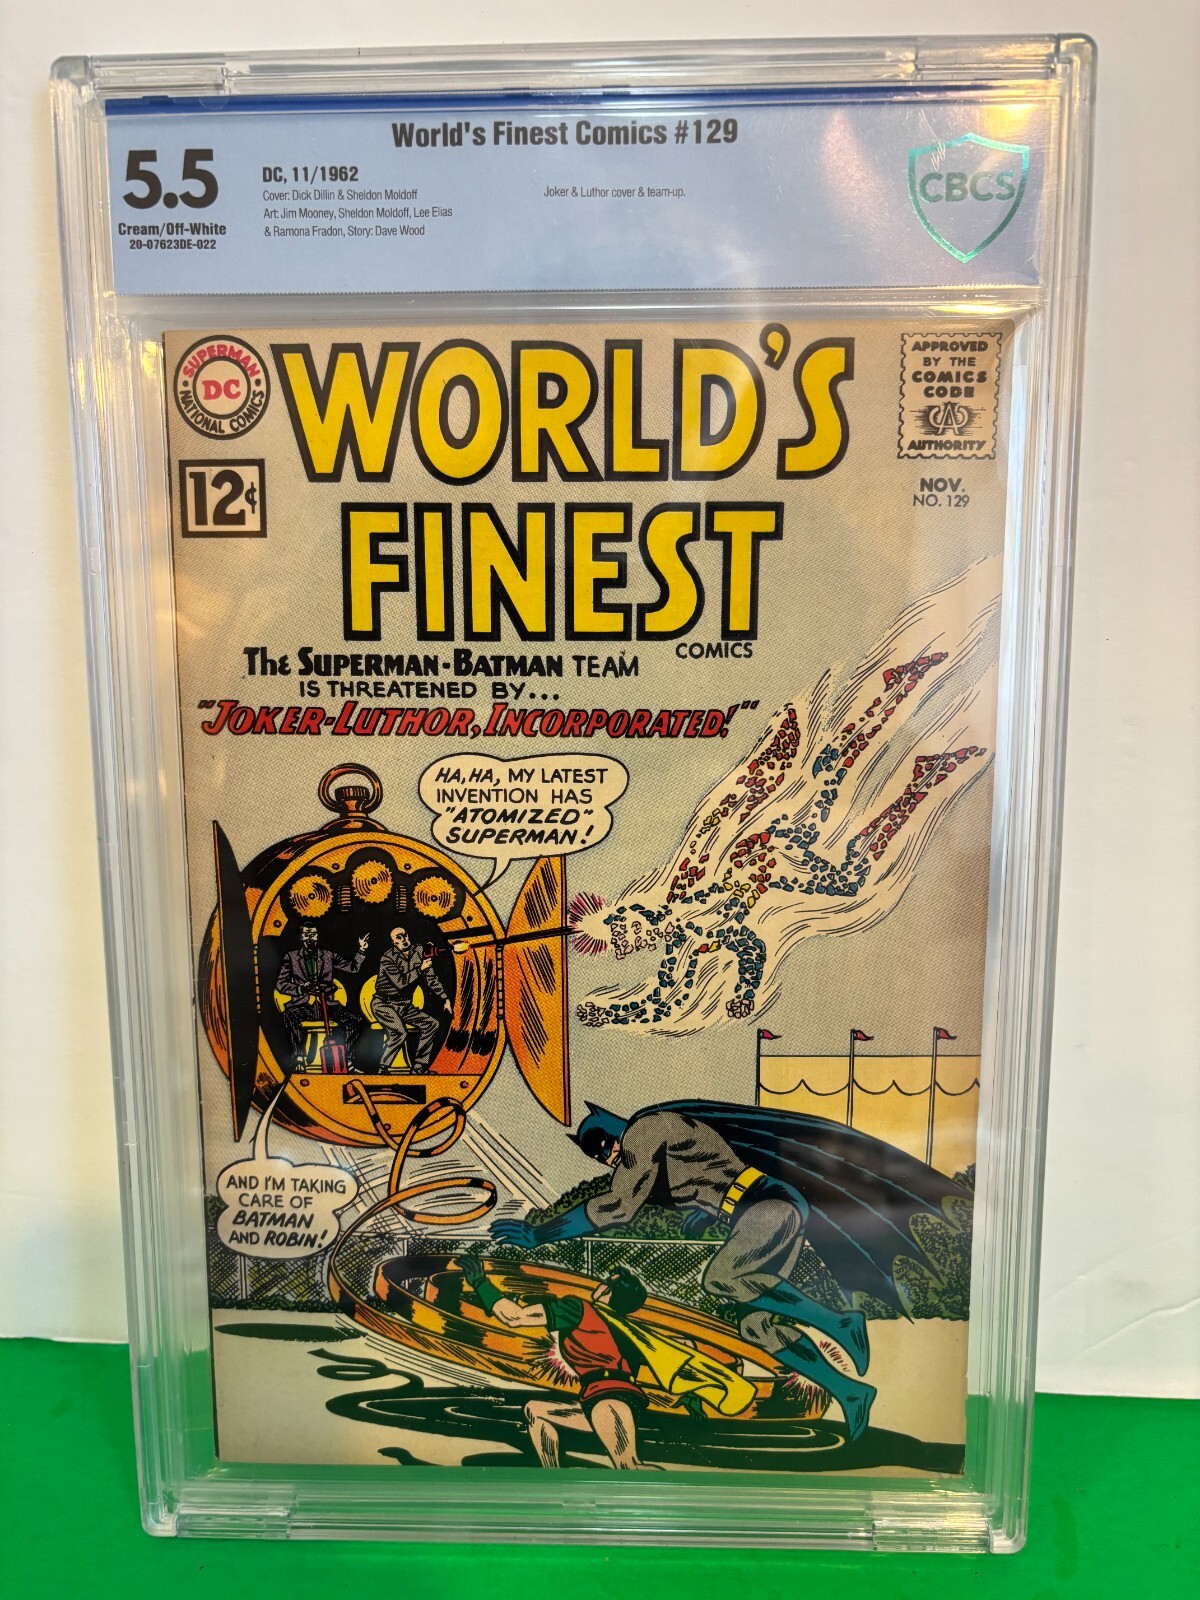 World's Finest Comics #129
5.5
Cream/Off-White
20-07623DE-022
DC, 11/1962
Cover: Dick Dillin & Sheldon Moldoff
Art: Jim Mooney, Sheldon Moldoff, Lee Elias
& Ramona Fradon, Story: Dave Wood
Joker & Luthor cover & team-up.
CBCS
SUPERMAN
DC
NATIONAL COMICS
12¢
WORLD'S
FINEST
COMICS
APPROVED
BY THE
COMICS
CODE
CA
AUTHORITY
NOV.
NO. 129
THE SUPERMAN-BATMAN TEAM
IS THREATENED BY...
"JOKER-LUTHOR, INCORPORATED!"
HA, HA, MY LATEST
INVENTION HAS
"ATOMIZED"
SUPERMAN!
AND I'M TAKING
CARE OF
BATMAN
AND ROBIN!